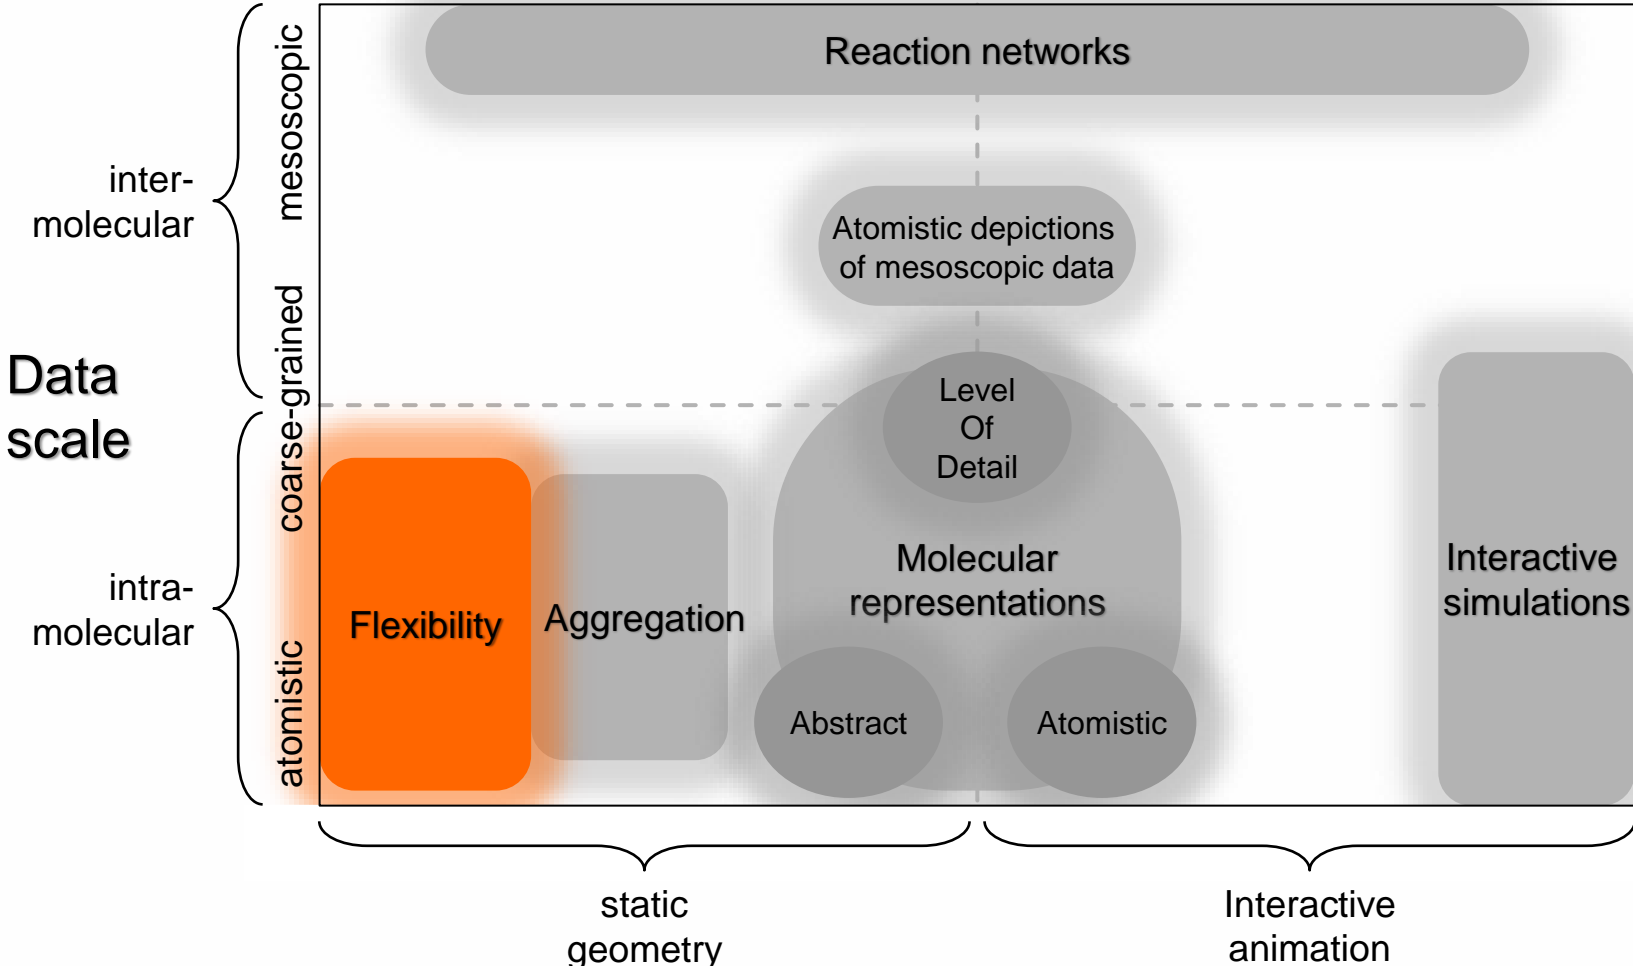 mesoscopic
coarse-grained
atomistic
inter-
molecular
Data
scale
intra-
molecular
Reaction networks
Atomistic depictions
of mesoscopic data
Level
Of
Detail
Molecular
representations
Flexibility
Aggregation
Abstract
Atomistic
Interactive
simulations
static
geometry
Interactive
animation